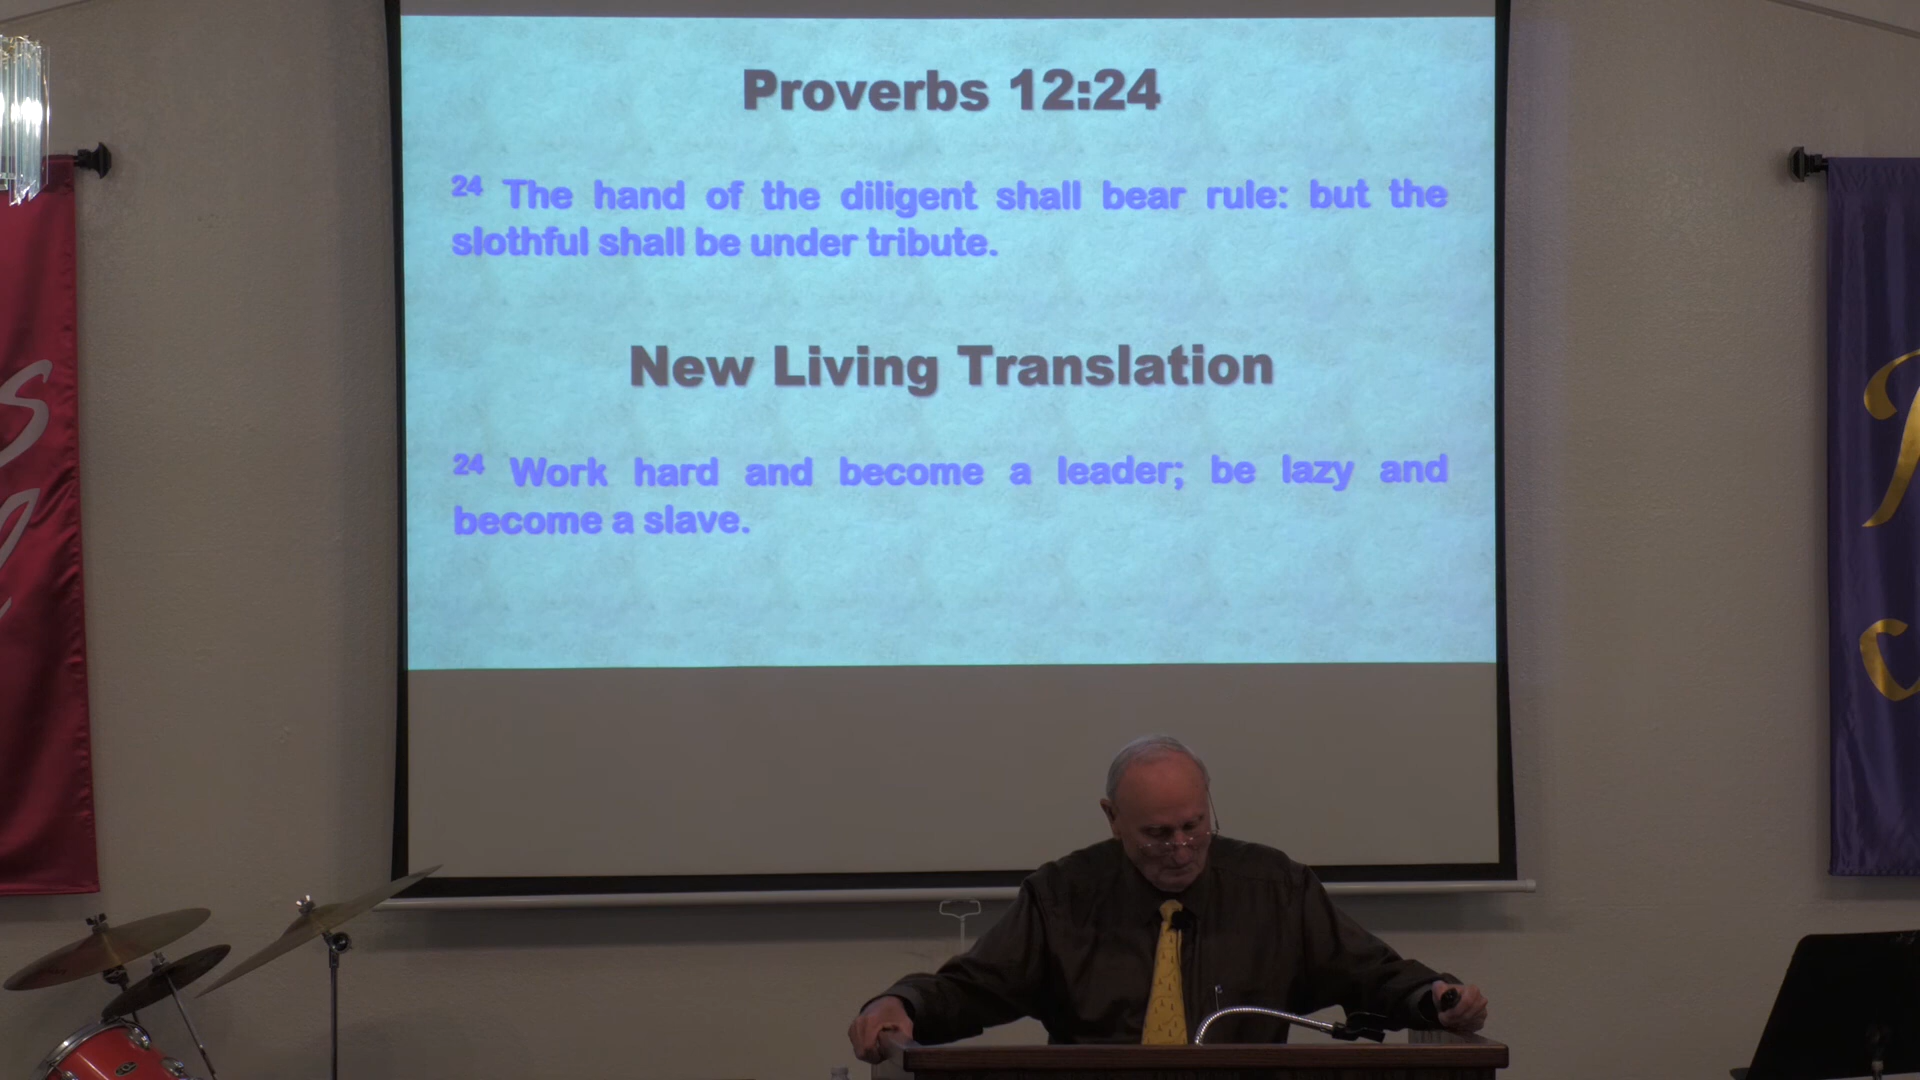 Proverbs 12:24
24 The hand of the diligent shall bear rule: but the
slothful shall be under tribute.
New Living Translation
24 Work hard and become a leader; be lazy and
become a slave.